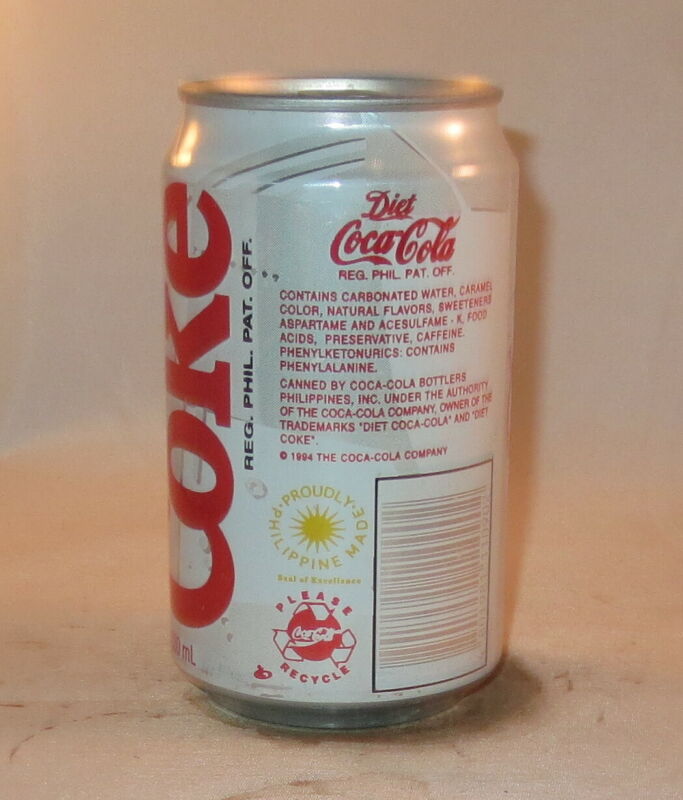 Coke
REG. PHIL. PAT. OFF.
Diet
Coca-Cola
REG. PHIL. PAT. OFF.
CONTAINS CARBONATED WATER, CARAMEL
COLOR, NATURAL FLAVORS, SWEETENERS
ASPARTAME AND ACESULFAME - K, FOOD
ACIDS, PRESERVATIVE, CAFFEINE.
PHENYLKETONURICS: CONTAINS
PHENYLALANINE.
CANNED BY COCA-COLA BOTTLERS
PHILIPPINES, INC. UNDER THE AUTHORITY
OF THE COCA-COLA COMPANY, OWNER OF THE
TRADEMARKS "DIET COCA-COLA" AND "DIET
COKE".
© 1994 THE COCA-COLA COMPANY
·PROUDLY·
PHILIPPINE MADE
Seal of Excellence
PLEASE
Coca-Cola
RECYCLE
mL